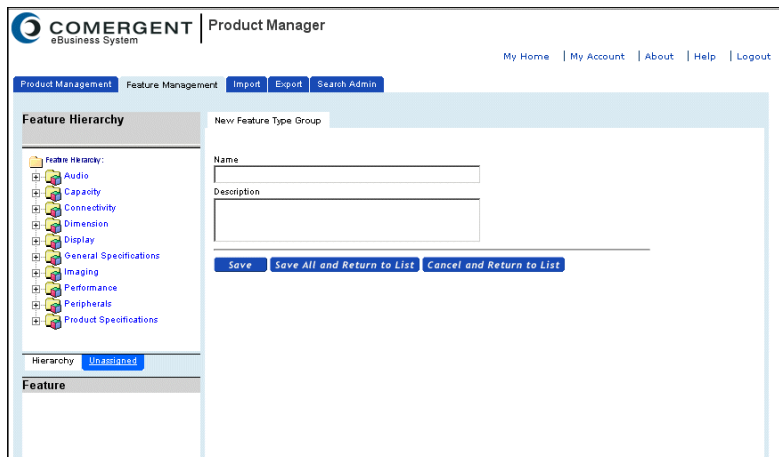 COMERGENT
eBusiness System
Product Manager
My Home | My Account | About | Help | Logout
Product Management Feature Management Import Export Search Admin
Feature Hierarchy
New Feature Type Group
Feature Hierarchy:
Audio
Capacity
Connectivity
Dimension
Display
General Specifications
Imaging
Performance
Peripherals
Product Specifications
Name
Description
Save Save All and Return to List Cancel and Return to List
Hierarchy Unassigned
Feature